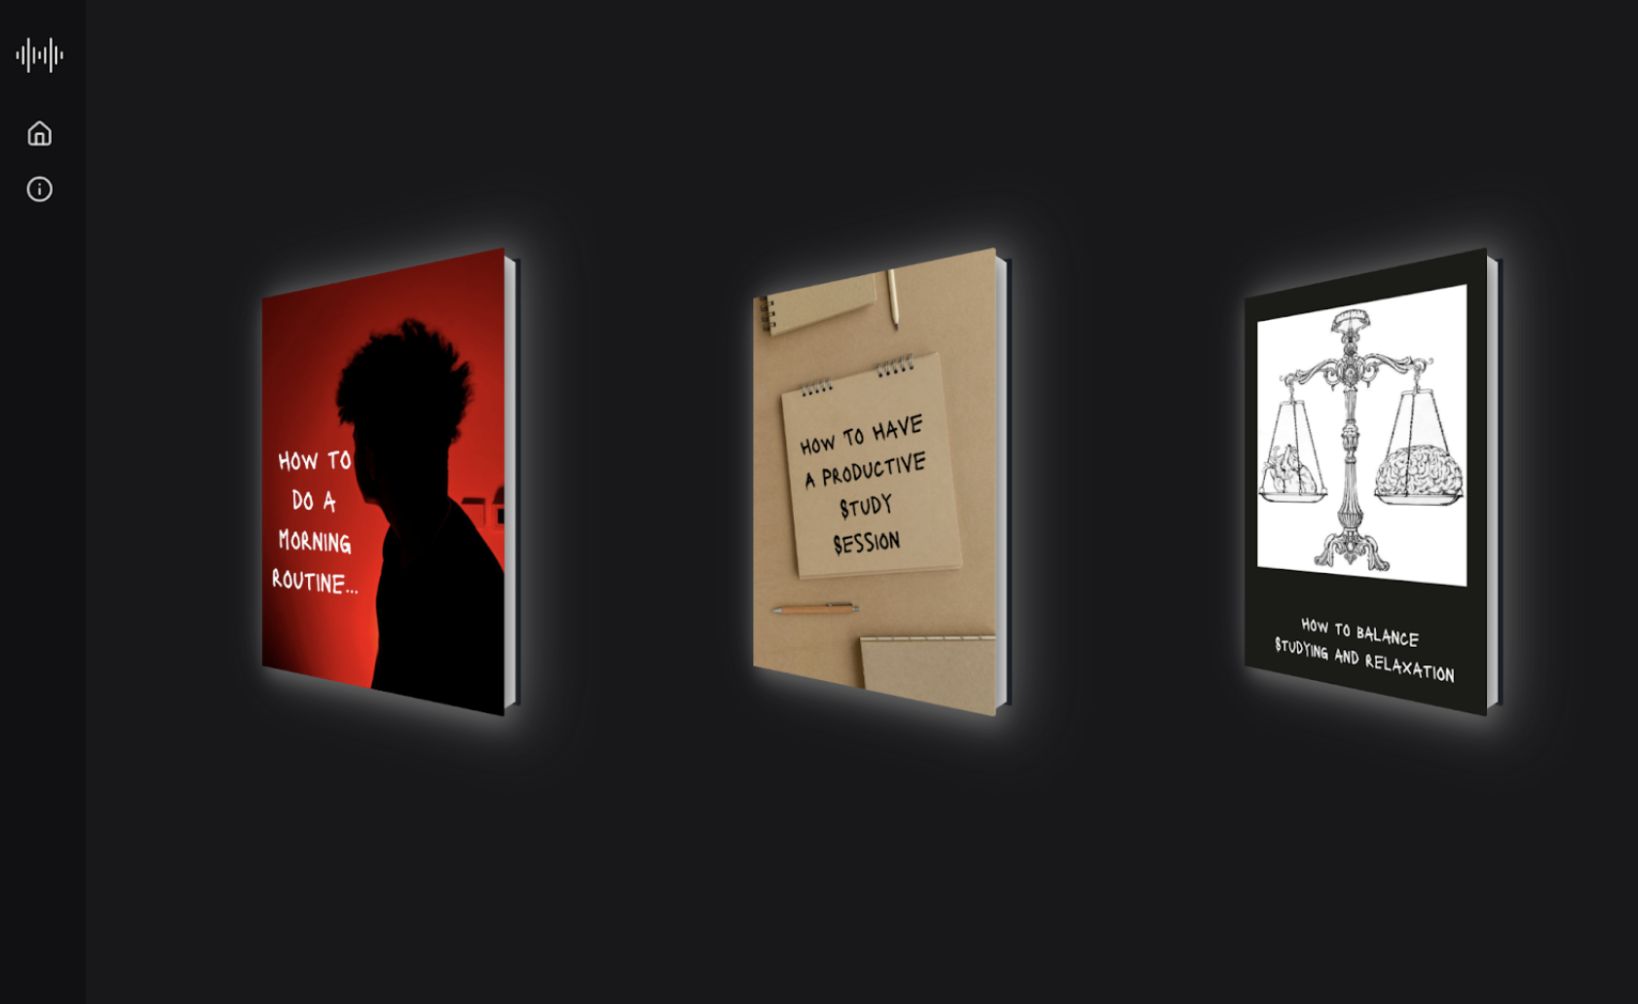 HOW TO
DO A
MORNING
ROUTINE...
HOW TO HAVE
A PRODUCTIVE
STUDY
SESSION
HOW TO BALANCE
STUDYING AND RELAXATION